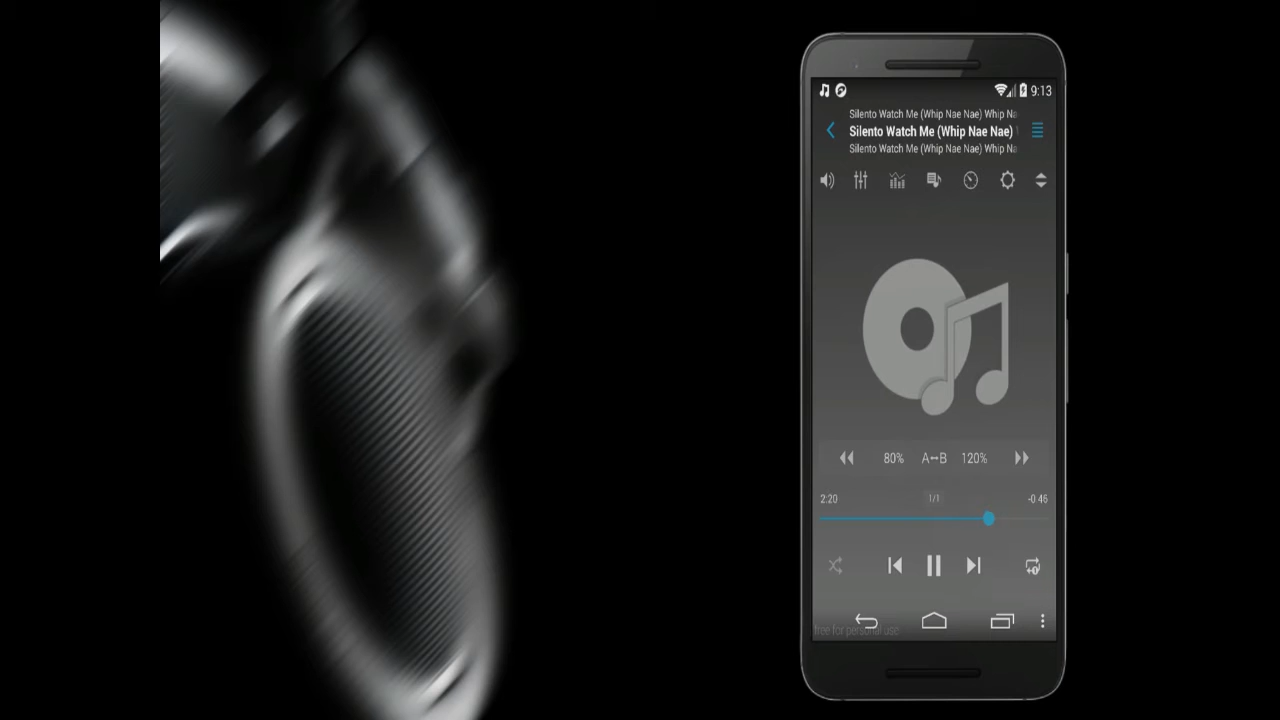 9:13
Silento Watch Me (Whip Nae Nae) Whip Na
Silento Watch Me (Whip Nae Nae)
Silento Watch Me (Whip Nae Nae) Whip Na
80% A↔B 120%
2:20 1/1 -0 46
free for personal use